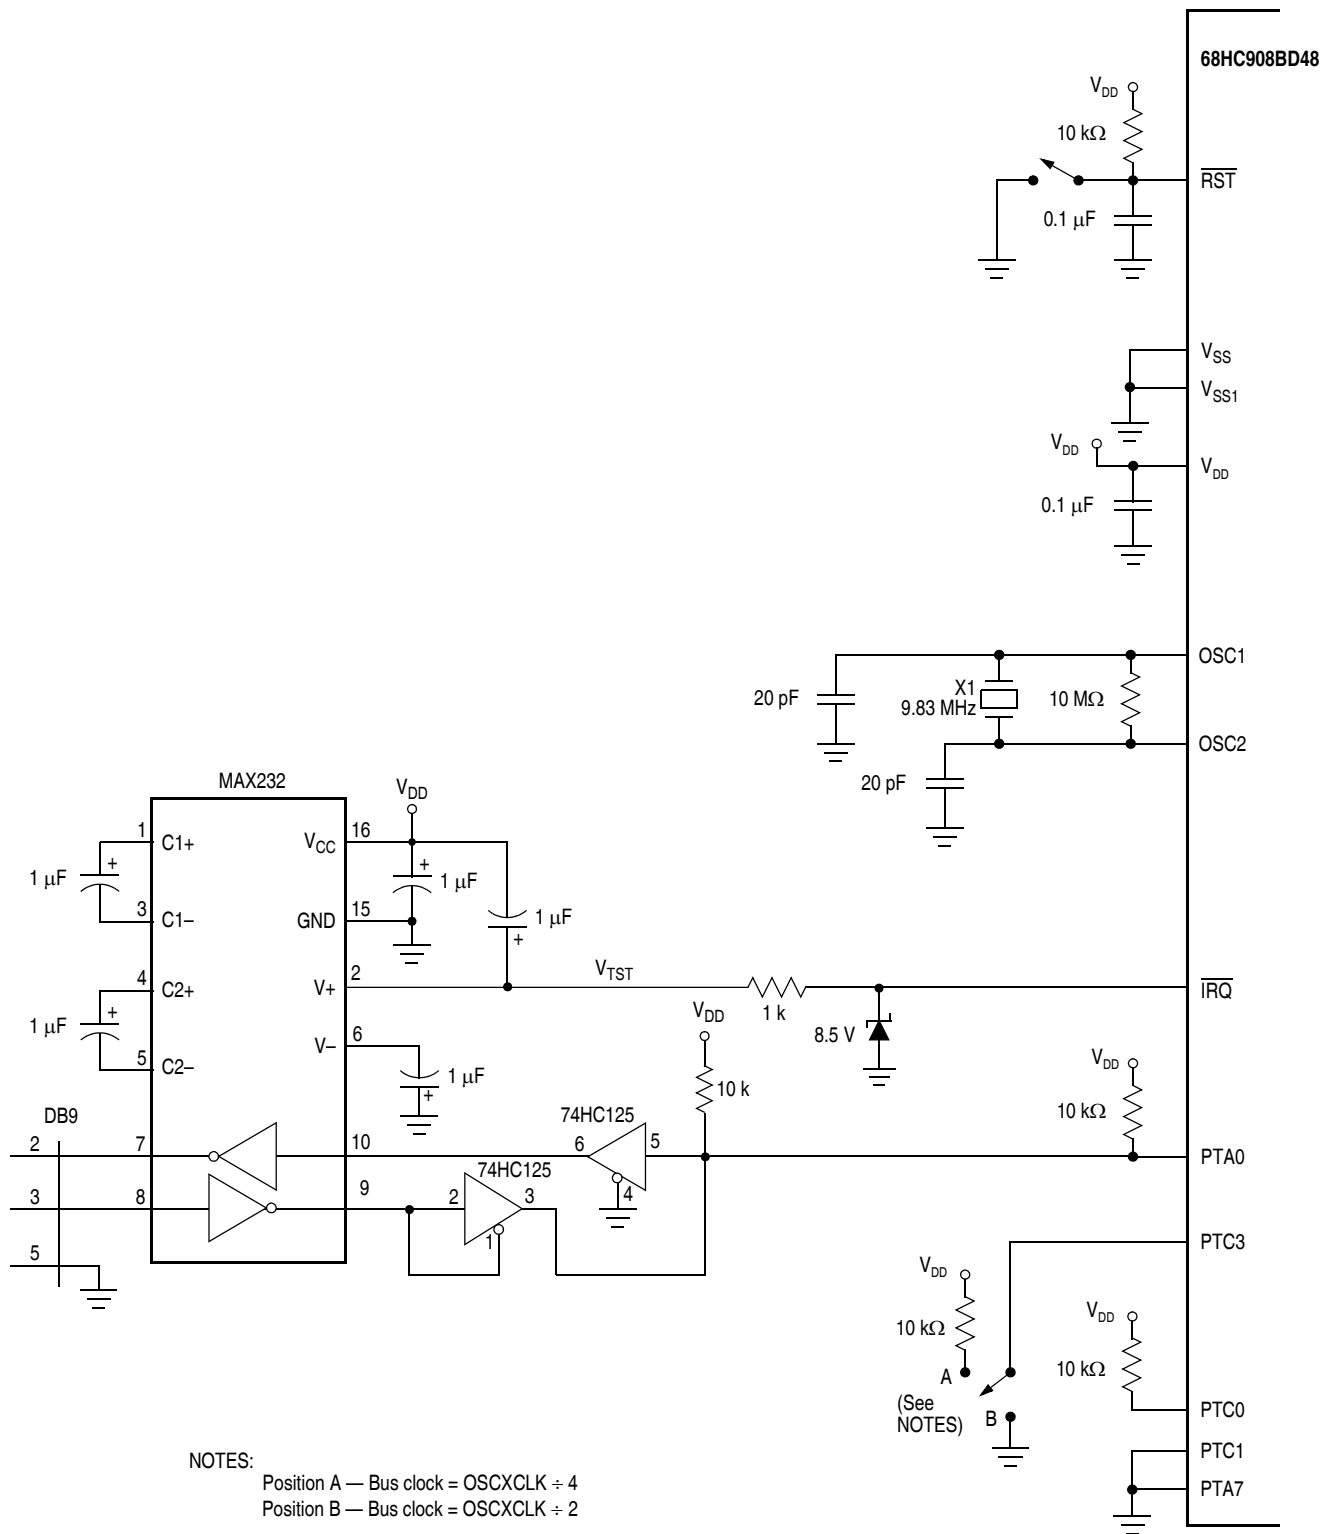 68HC908BD48
VDD
10 kΩ
RST
0.1 μF
VSS
VSS1
VDD
VDD
0.1 μF
OSC1
20 pF
X1
9.83 MHz
10 MΩ
OSC2
20 pF
MAX232
VDD
1
C1+
VCC
16
1 μF
+
+
1 μF
3
C1–
GND
15
1 μF
+
4
C2+
V+
2
VTST
1 k
IRQ
1 μF
+
8.5 V
5
C2–
V–
6
1 μF
+
VDD
10 k
VDD
10 kΩ
DB9
74HC125
2
7
10
6
5
4
PTA0
74HC125
3
8
9
2
3
1
5
PTC3
VDD
10 kΩ
A
(See
NOTES)
B
VDD
10 kΩ
PTC0
PTC1
PTA7
NOTES:
Position A — Bus clock = OSCXCLK ÷ 4
Position B — Bus clock = OSCXCLK ÷ 2